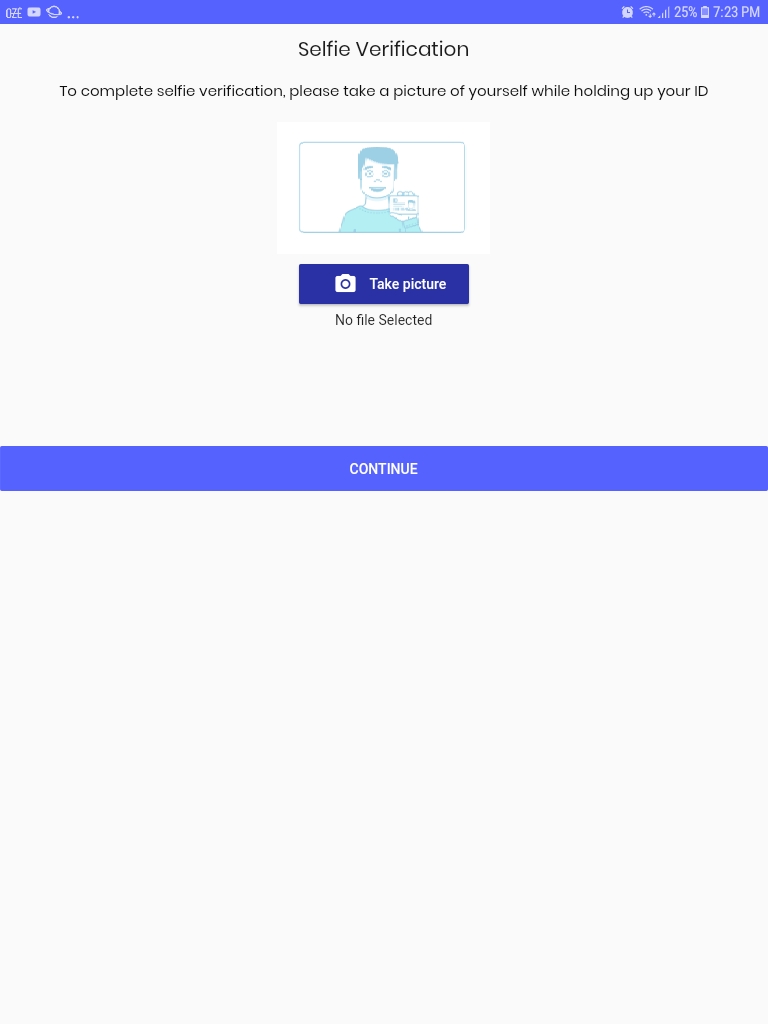 25% 7:23 PM
Selfie Verification
To complete selfie verification, please take a picture of yourself while holding up your ID
Take picture
No file Selected
CONTINUE